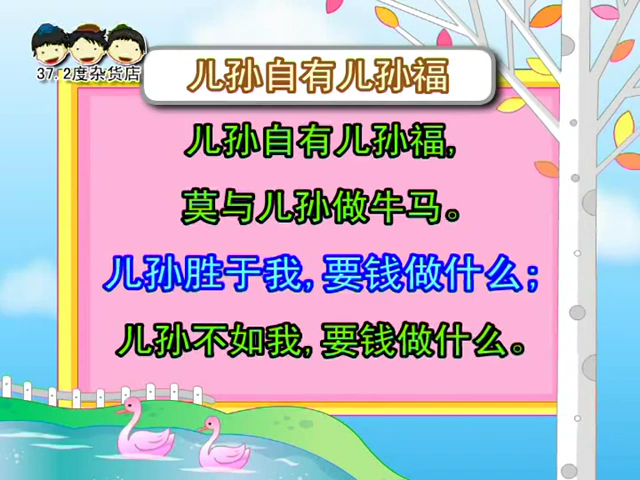 37.2度杂货店
儿孙自有儿孙福
儿孙自有儿孙福,
莫与儿孙做牛马。
儿孙胜于我,要钱做什么;
儿孙不如我,要钱做什么。